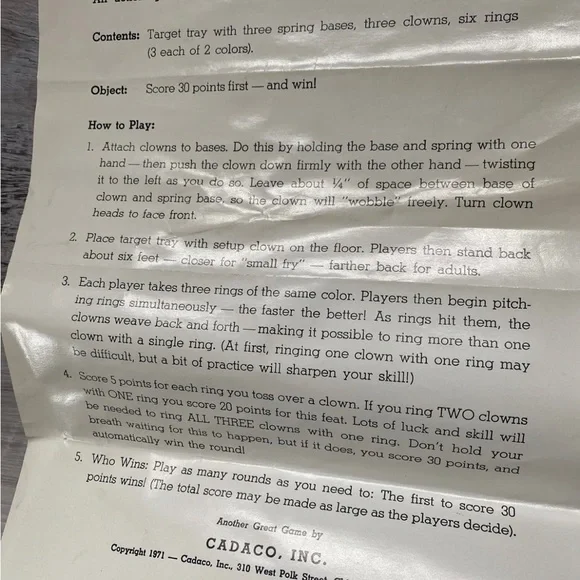 Contents: Target tray with three spring bases, three clowns, six rings
(3 each of 2 colors).
Object: Score 30 points first — and win!
How to Play:
1. Attach clowns to bases. Do this by holding the base and spring with one
hand — then push the clown down firmly with the other hand — twisting
it to the left as you do so. Leave about ¼" of space between base of
clown and spring base, so the clown will "wobble" freely. Turn clown
heads to face front.
2. Place target tray with setup clown on the floor. Players then stand back
about six feet — closer for "small fry" — farther back for adults.
3. Each player takes three rings of the same color. Players then begin pitch-
ing rings simultaneously — the faster the better! As rings hit them, the
clowns weave back and forth — making it possible to ring more than one
clown with a single ring. (At first, ringing one clown with one ring may
be difficult, but a bit of practice will sharpen your skill!)
4. Score 5 points for each ring you toss over a clown. If you ring TWO clowns
with ONE ring you score 20 points for this feat. Lots of luck and skill will
be needed to ring ALL THREE clowns with one ring. Don't hold your
breath waiting for this to happen, but if it does, you score 30 points, and
automatically win the round!
5. Who Wins: Play as many rounds as you need to: The first to score 30
points wins! (The total score may be made as large as the players decide).
Another Great Game by
CADACO, INC.
Copyright 1971 — Cadaco, Inc., 310 West Polk Street,